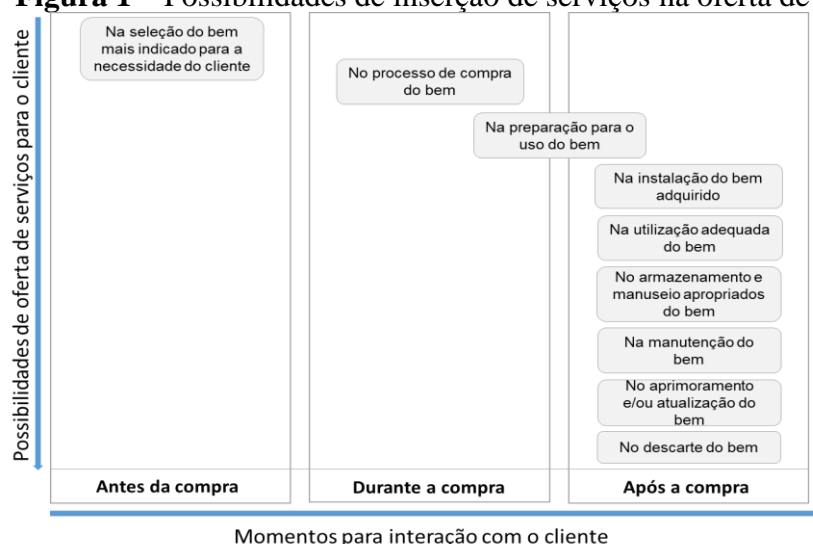 Figura 1 – Possibilidades de inserção de serviços na oferta de
Possibilidades de oferta de serviços para o cliente
Na seleção do bem
mais indicado para a
necessidade do cliente
No processo de compra
do bem
Na preparação para o
uso do bem
Na instalação do bem
adquirido
Na utilização adequada
do bem
No armazenamento e
manuseio apropriados
do bem
Na manutenção do
bem
No aprimoramento
e/ou atualização do
bem
No descarte do bem
Antes da compra
Durante a compra
Após a compra
Momentos para interação com o cliente